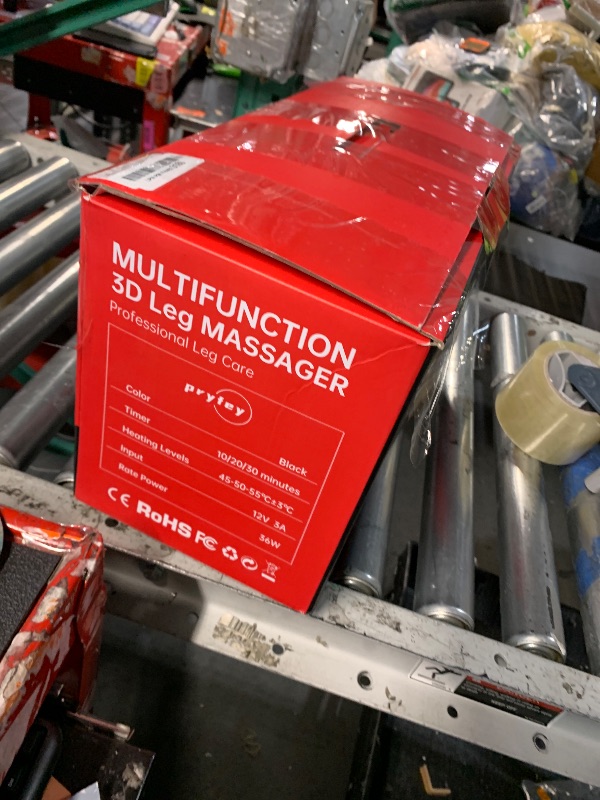 MULTIFUNCTION
3D Leg MASSAGER
Professional Leg Care
pryfey
Color Black
Timer 10/20/30 minutes
Heating Levels 45-50-55℃±3℃
Input 12V 3A
Rate Power 36W
CE RoHS FC